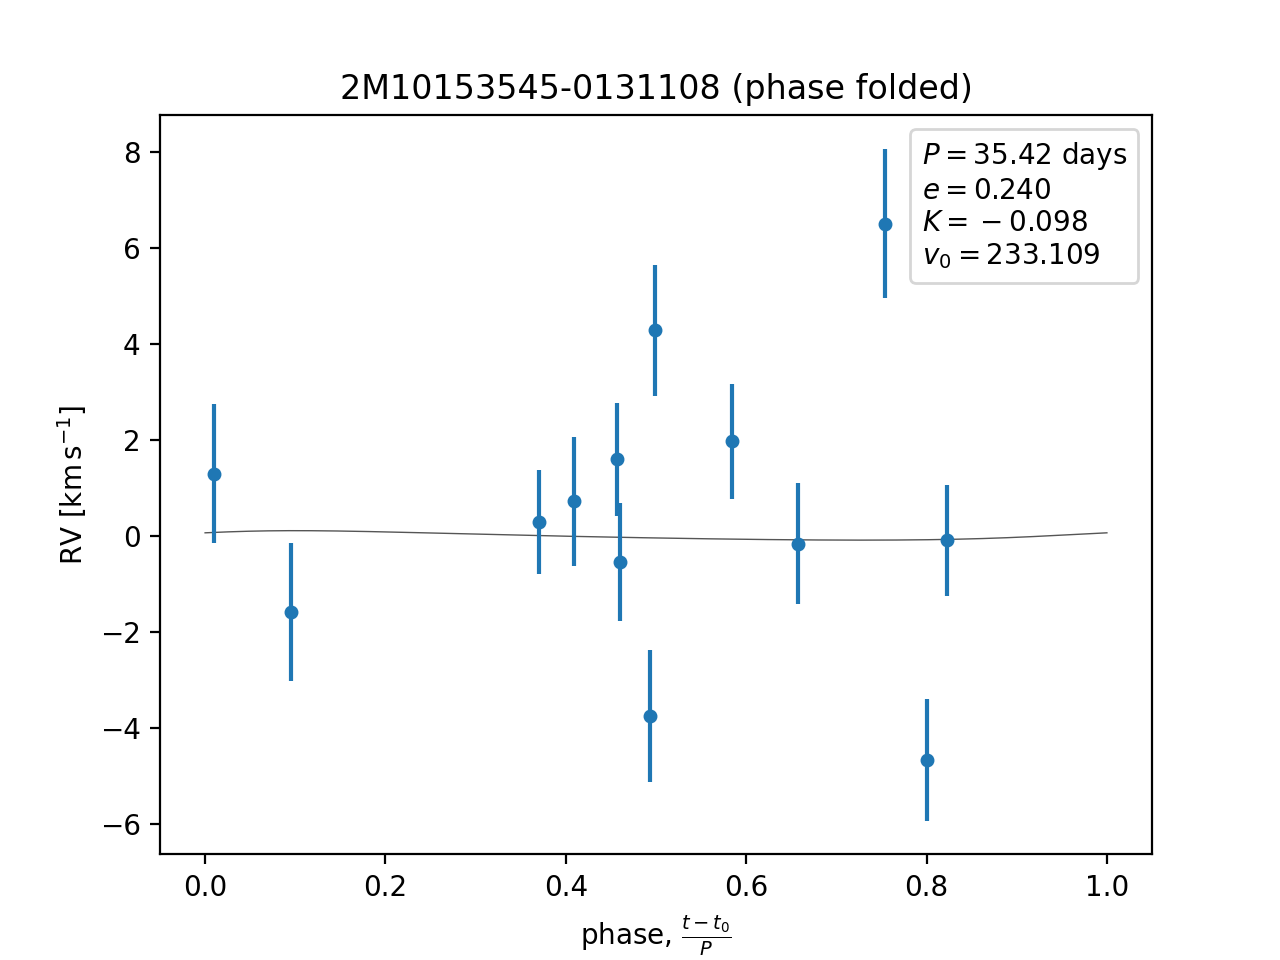 2M10153545-0131108 (phase folded)
P = 35.42 days
e = 0.240
K = −0.098
v₀ = 233.109
8
6
4
2
0
−2
−4
−6
RV [km s⁻¹]
0.0 0.2 0.4 0.6 0.8 1.0
phase, (t − t₀)/P